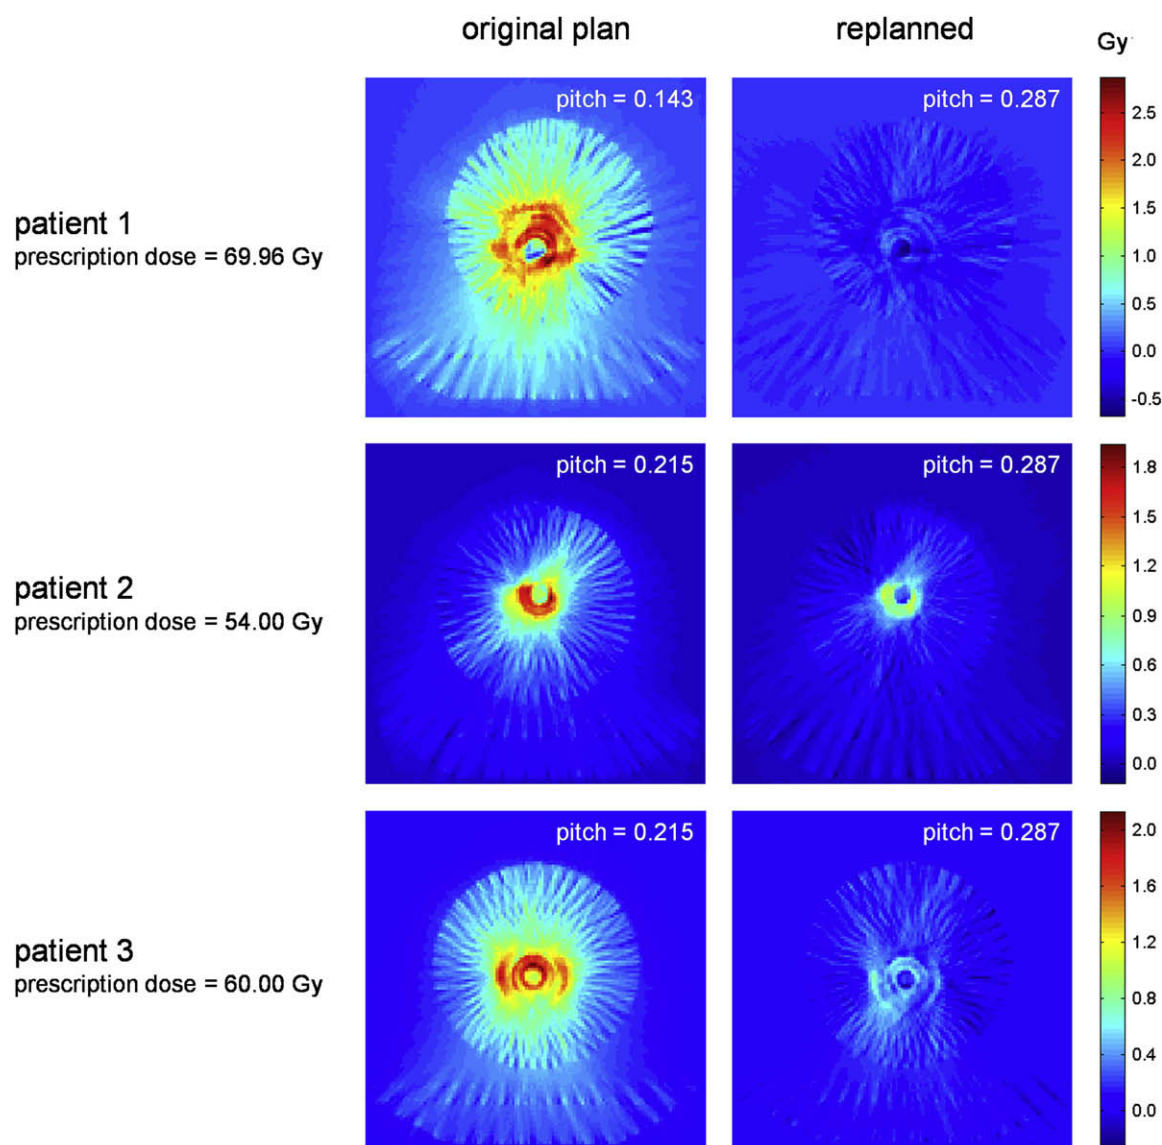 original plan
replanned
Gy
pitch = 0.143
pitch = 0.287
2.5
2.0
1.5
1.0
0.5
0.0
-0.5
patient 1
prescription dose = 69.96 Gy
pitch = 0.215
pitch = 0.287
1.8
1.5
1.2
0.9
0.6
0.3
0.0
patient 2
prescription dose = 54.00 Gy
pitch = 0.215
pitch = 0.287
2.0
1.6
1.2
0.8
0.4
0.0
patient 3
prescription dose = 60.00 Gy